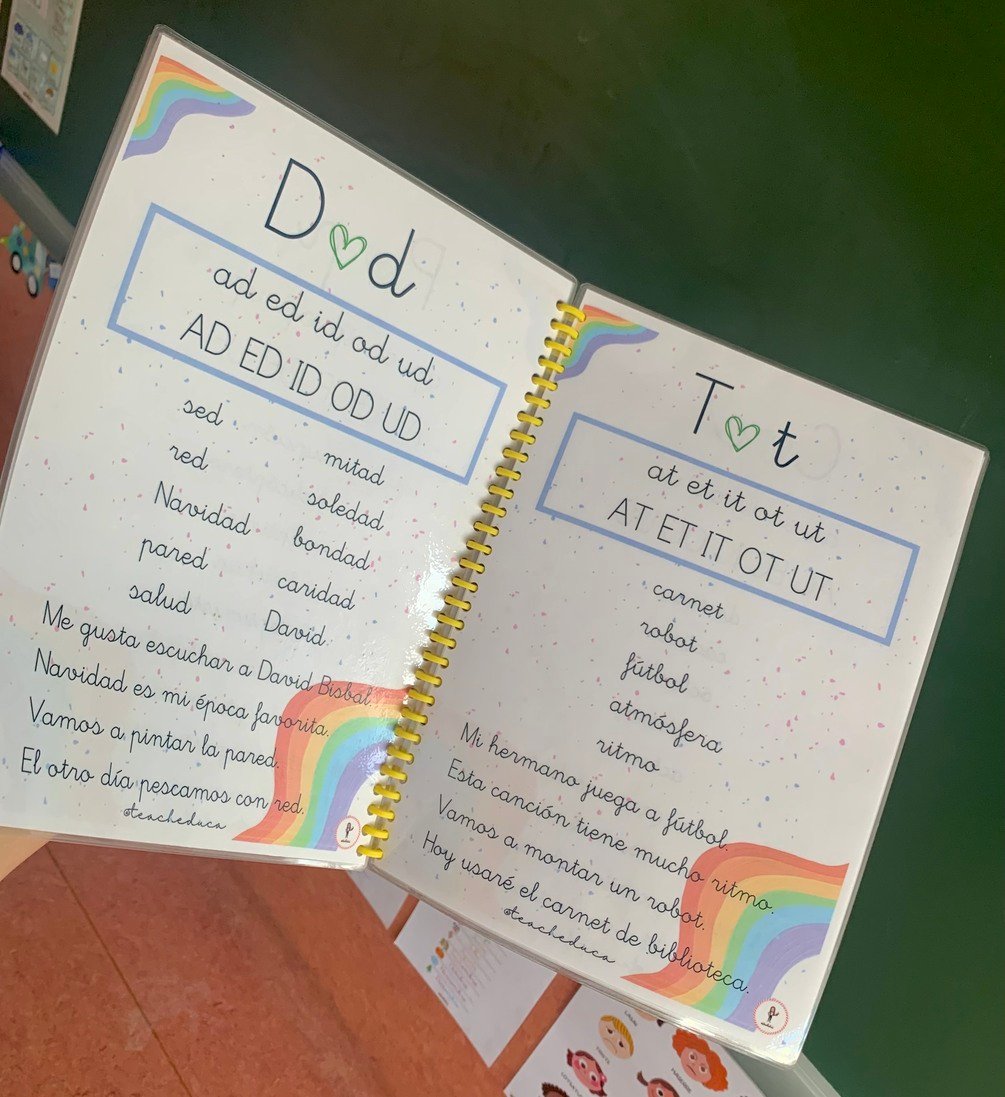 D d
ad ed id od ud
AD ED ID OD UD
sed mitad
red soledad
Navidad bondad
pared caridad
salud David
Me gusta escuchar a David Bisbal.
Navidad es mi época favorita.
Vamos a pintar la pared.
El otro día pescamos con red.
@teacheduca
T t
at et it ot ut
AT ET IT OT UT
carnet
robot
fútbol
atmósfera
ritmo
Mi hermano juega a fútbol.
Esta canción tiene mucho ritmo.
Vamos a montar un robot.
Hoy usaré el carnet de biblioteca.
@teacheduca